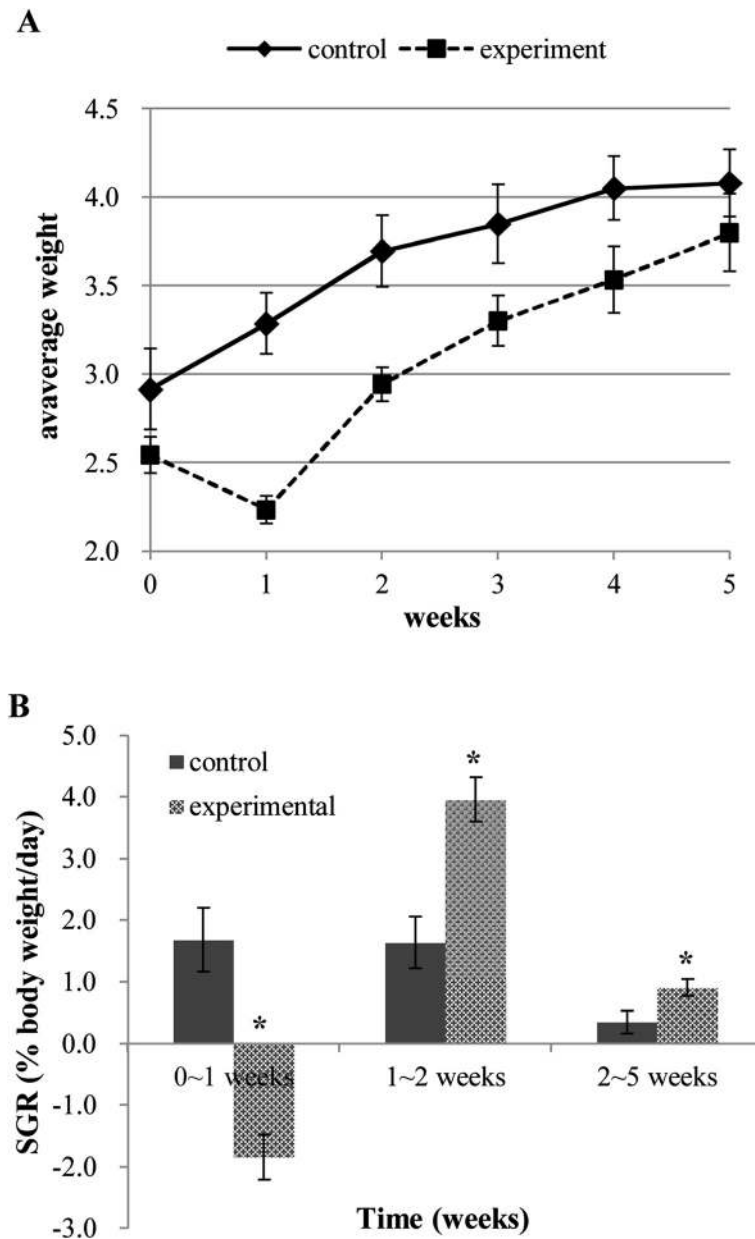 A
control experiment
4.5
4.0
3.5
3.0
2.5
2.0
avaverage weight
0 1 2 3 4 5
weeks
B
5.0
4.0
3.0
2.0
1.0
0.0
-1.0
-2.0
-3.0
SGR (% body weight/day)
control
experimental
*
*
*
0~1 weeks 1~2 weeks 2~5 weeks
Time (weeks)